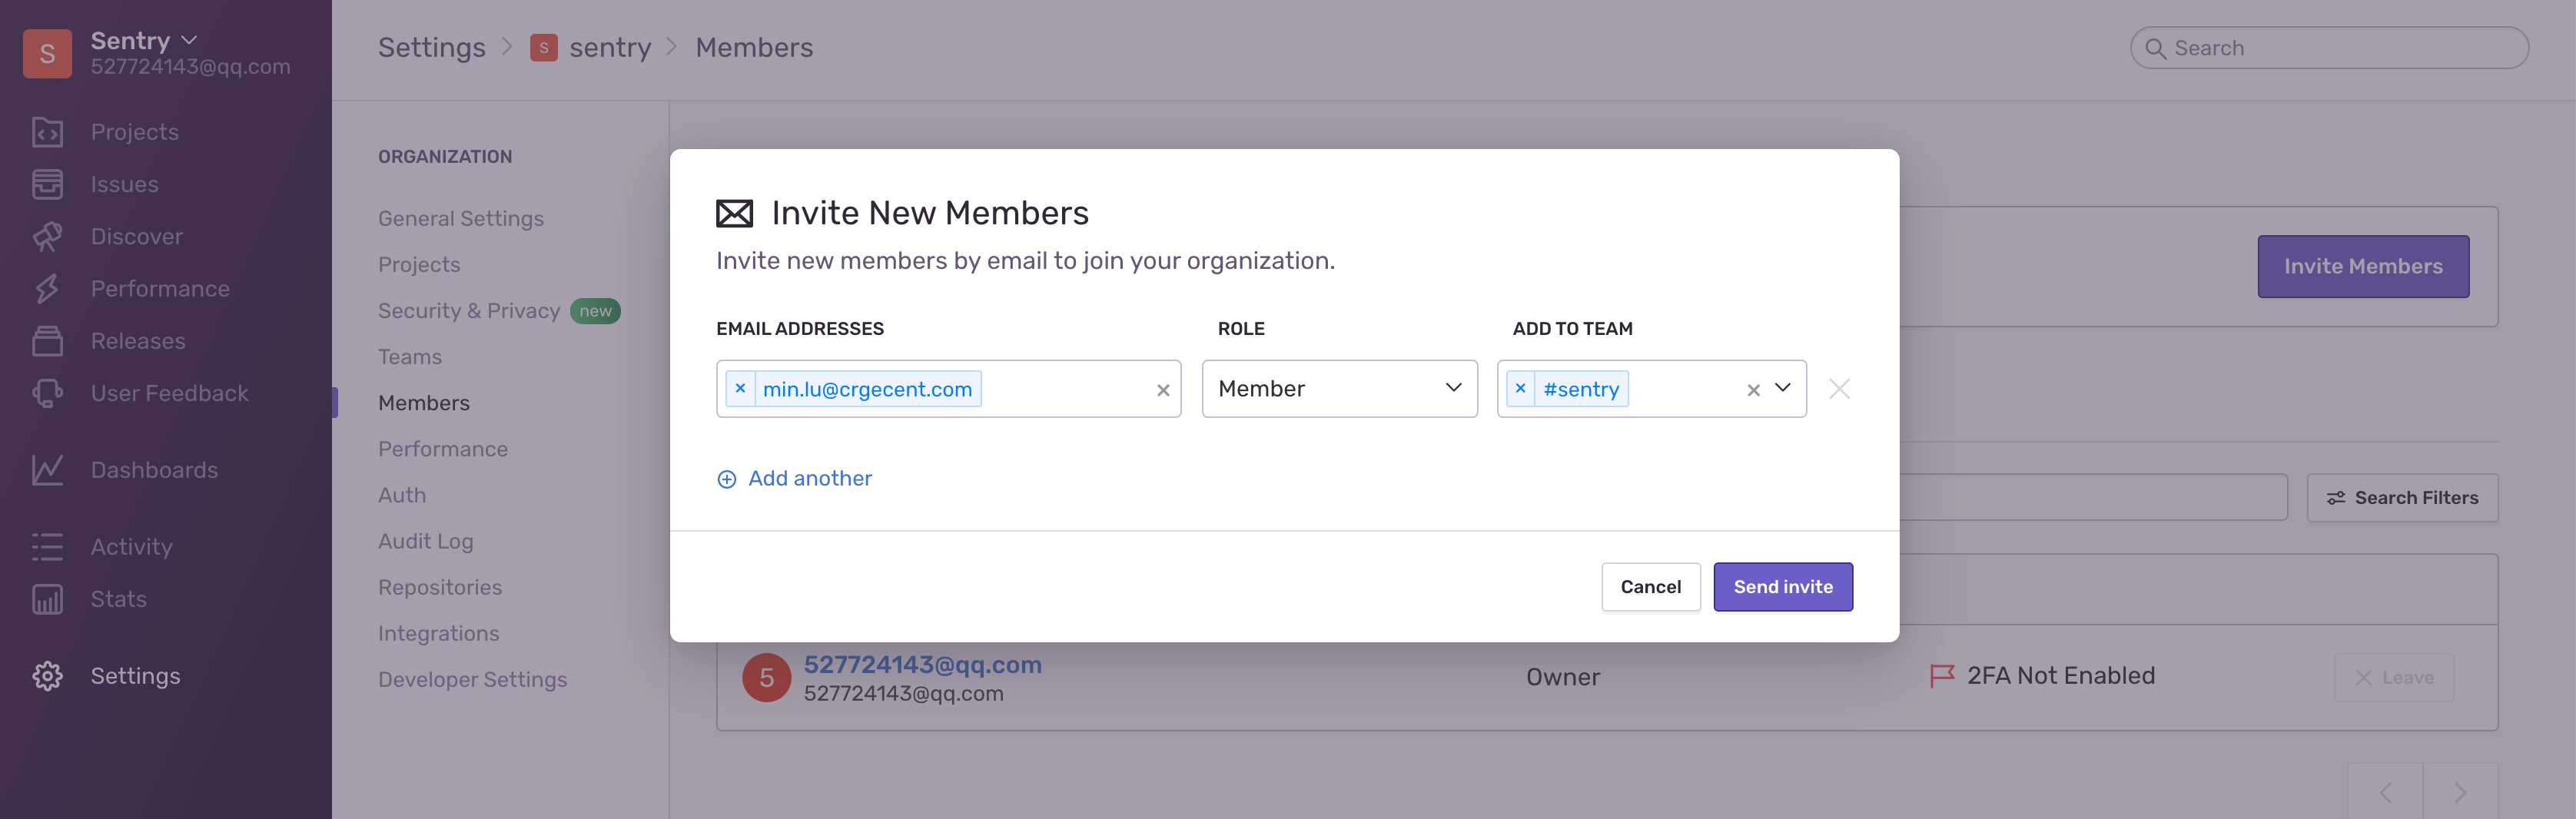 S
Sentry
527724143@qq.com
Projects
Issues
Discover
Performance
Releases
User Feedback
Dashboards
Activity
Stats
Settings
Settings > S sentry > Members
Search
ORGANIZATION
General Settings
Projects
Security & Privacy new
Teams
Members
Performance
Auth
Audit Log
Repositories
Integrations
Developer Settings
Invite Members
Search Filters
Invite New Members
Invite new members by email to join your organization.
EMAIL ADDRESSES ROLE ADD TO TEAM
min.lu@crgecent.com Member #sentry
Add another
Cancel Send invite
5 527724143@qq.com Owner 2FA Not Enabled Leave
527724143@qq.com